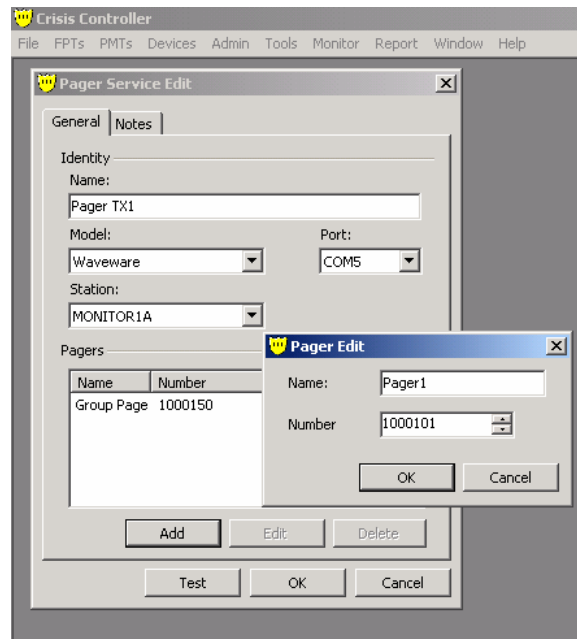 Crisis Controller
File FPTs PMTs Devices Admin Tools Monitor Report Window Help
Pager Service Edit
General Notes
Identity
Name:
Pager TX1
Model: Port:
Waveware COM5
Station:
MONITOR1A
Pagers
Name Number
Group Page 1000150
Add Edit Delete
Test OK Cancel
Pager Edit
Name: Pager1
Number 1000101
OK Cancel